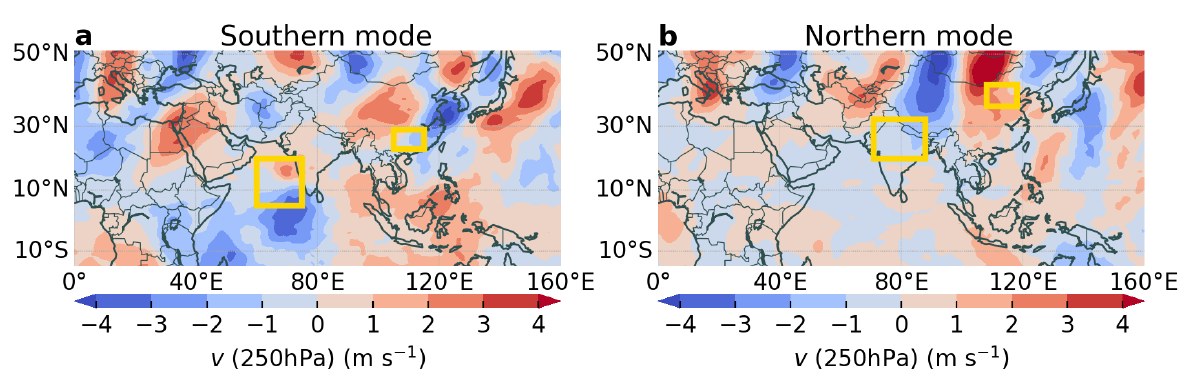 a Southern mode
50°N
30°N
10°N
10°S
0° 40°E 80°E 120°E 160°E
−4 −3 −2 −1 0 1 2 3 4
v (250hPa) (m s⁻¹)
b Northern mode
50°N
30°N
10°N
10°S
0° 40°E 80°E 120°E 160°E
−4 −3 −2 −1 0 1 2 3 4
v (250hPa) (m s⁻¹)